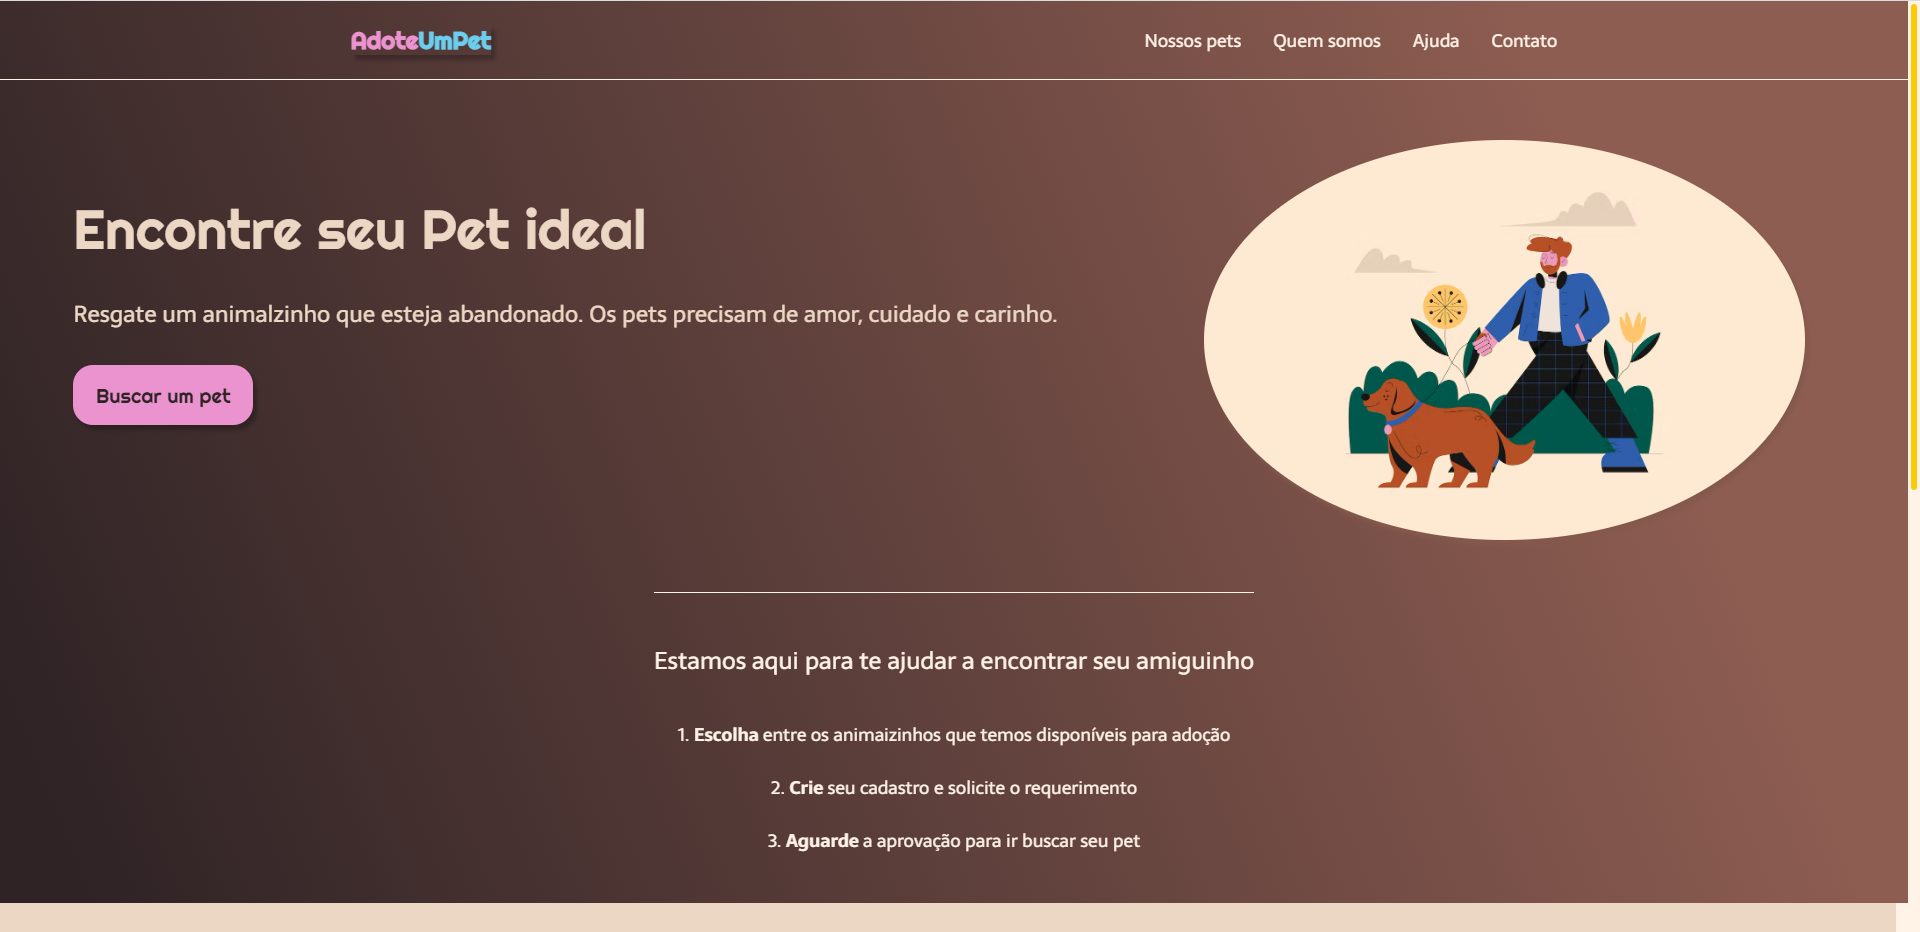 AdoteUmPet
Nossos pets Quem somos Ajuda Contato
Encontre seu Pet ideal
Resgate um animalzinho que esteja abandonado. Os pets precisam de amor, cuidado e carinho.
Buscar um pet
Estamos aqui para te ajudar a encontrar seu amiguinho
1. Escolha entre os animaizinhos que temos disponíveis para adoção
2. Crie seu cadastro e solicite o requerimento
3. Aguarde a aprovação para ir buscar seu pet